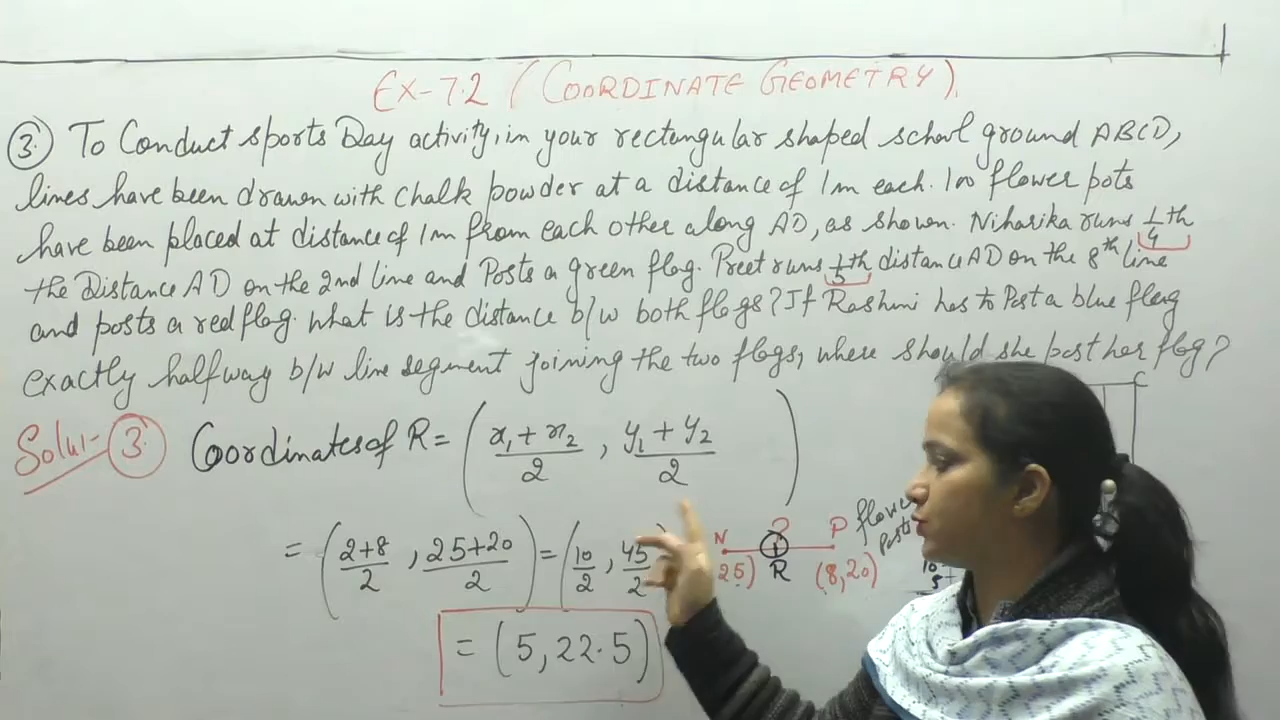 EX-7.2 (COORDINATE GEOMETRY).
3. To Conduct sports Day activity, in your rectangular shaped school ground ABCD,
lines have been drawn with chalk powder at a distance of 1m each. 100 flower pots
have been placed at distance of 1m from each other along AD, as shown. Niharika runs 1/4 th
the Distance AD on the 2nd line and Posts a green flag. Preet runs 1/5 th distance AD on the 8th line
and posts a red flag. What is the distance b/w both flags? If Rashmi has to Post a blue flag
exactly halfway b/w line segment joining the two flags, where should she post her flag?
Solu:- 3. Coordinates of R = (x1 + x2 / 2 , y1 + y2 / 2)
= (2+8 / 2 , 25+20 / 2) = (10 / 2 , 45 / 2)
N ? P flower
R Posts
25) (8,20)
= (5, 22.5)
C